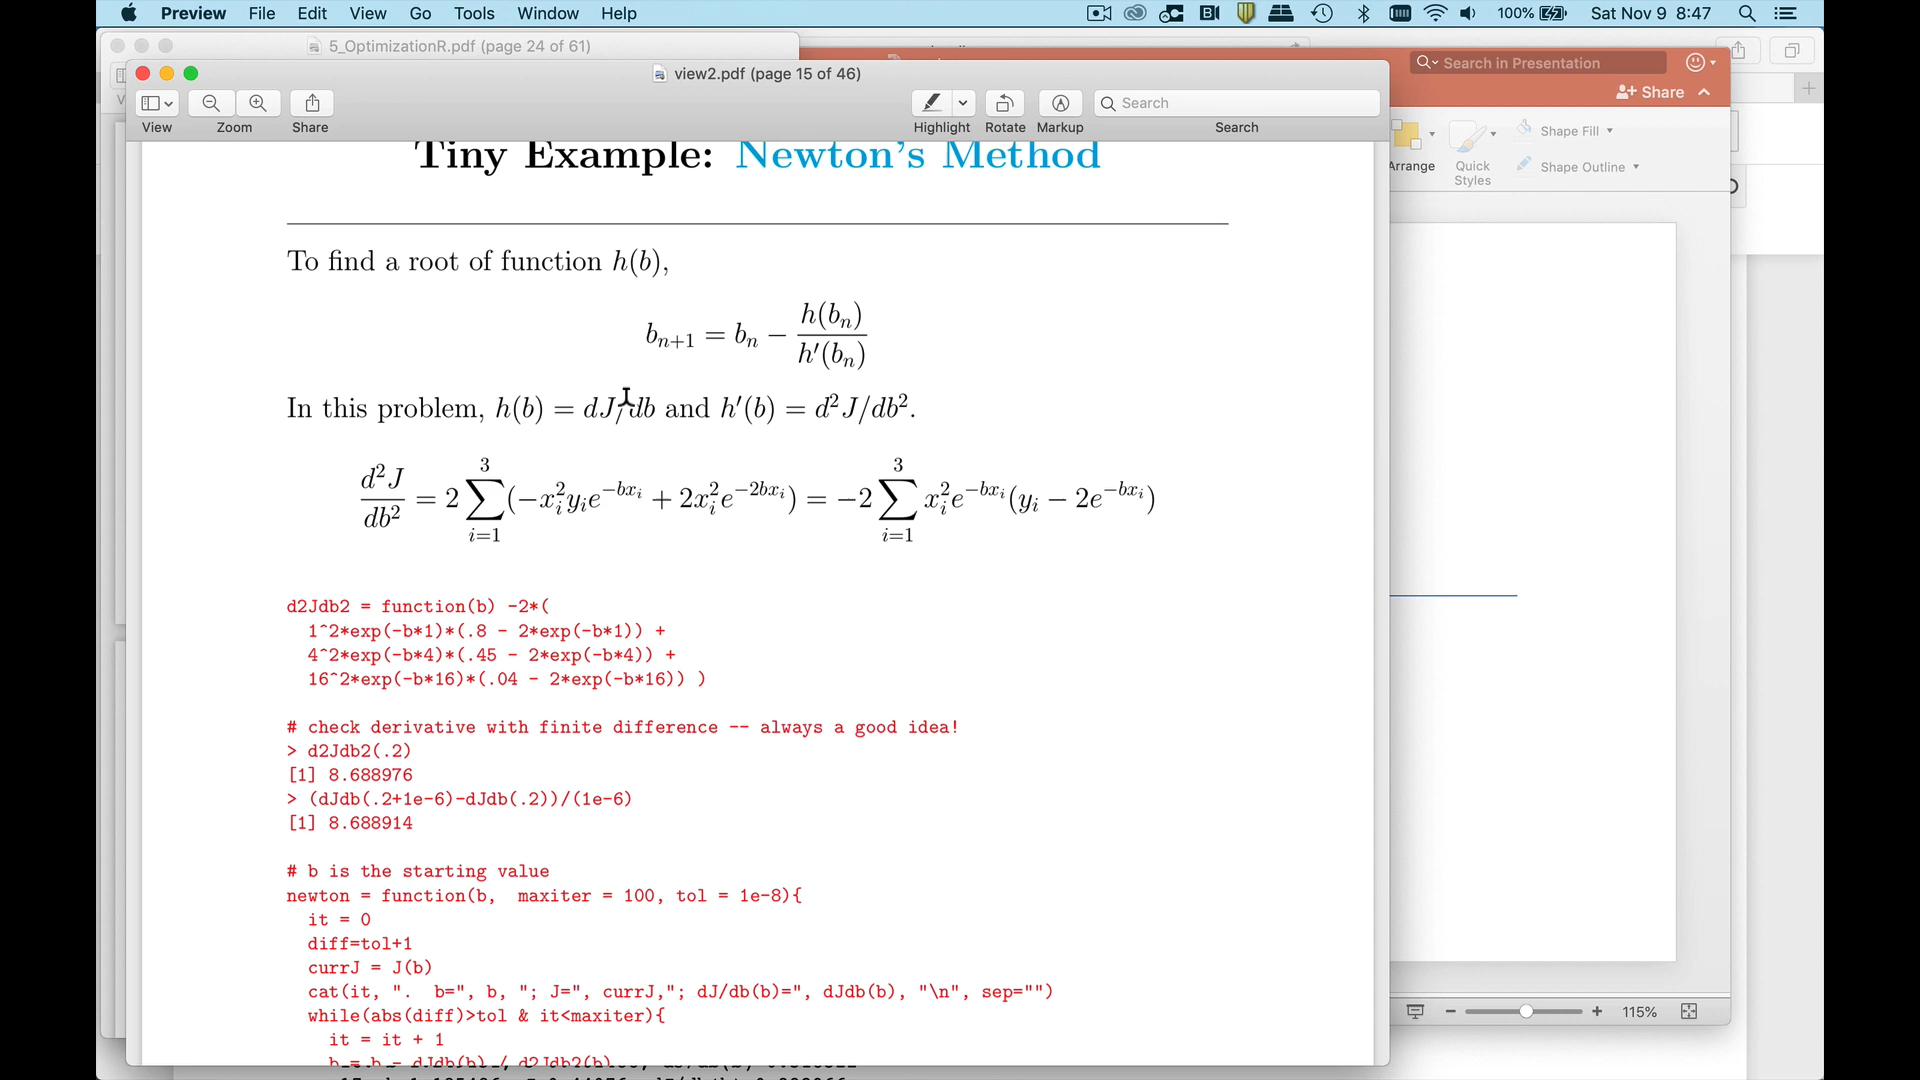 Preview File Edit View Go Tools Window Help 100% Sat Nov 9 8:47
5_OptimizationR.pdf (page 24 of 61)
view2.pdf (page 15 of 46)
Search in Presentation
Share
Search
View Zoom Share Highlight Rotate Markup Search
Shape Fill
Arrange Quick Styles Shape Outline
Tiny Example: Newton's Method
To find a root of function h(b),
b_{n+1} = b_n − h(b_n) / h′(b_n)
In this problem, h(b) = dJ/db and h′(b) = d²J/db².
d²J/db² = 2 ∑_{i=1}^{3} (−x_i² y_i e^{−bx_i} + 2x_i² e^{−2bx_i}) = −2 ∑_{i=1}^{3} x_i² e^{−bx_i} (y_i − 2e^{−bx_i})
d2Jdb2 = function(b) -2*(
1^2*exp(-b*1)*(.8 - 2*exp(-b*1)) +
4^2*exp(-b*4)*(.45 - 2*exp(-b*4)) +
16^2*exp(-b*16)*(.04 - 2*exp(-b*16)) )
# check derivative with finite difference -- always a good idea!
> d2Jdb2(.2)
[1] 8.688976
> (dJdb(.2+1e-6)-dJdb(.2))/(1e-6)
[1] 8.688914
# b is the starting value
newton = function(b, maxiter = 100, tol = 1e-8){
it = 0
diff=tol+1
currJ = J(b)
cat(it, ". b=", b, "; J=", currJ,"; dJ/db(b)=", dJdb(b), "\n", sep="")
while(abs(diff)>tol & it<maxiter){
it = it + 1
b = b - dJdb(b) / d2Jdb2(b)
115%